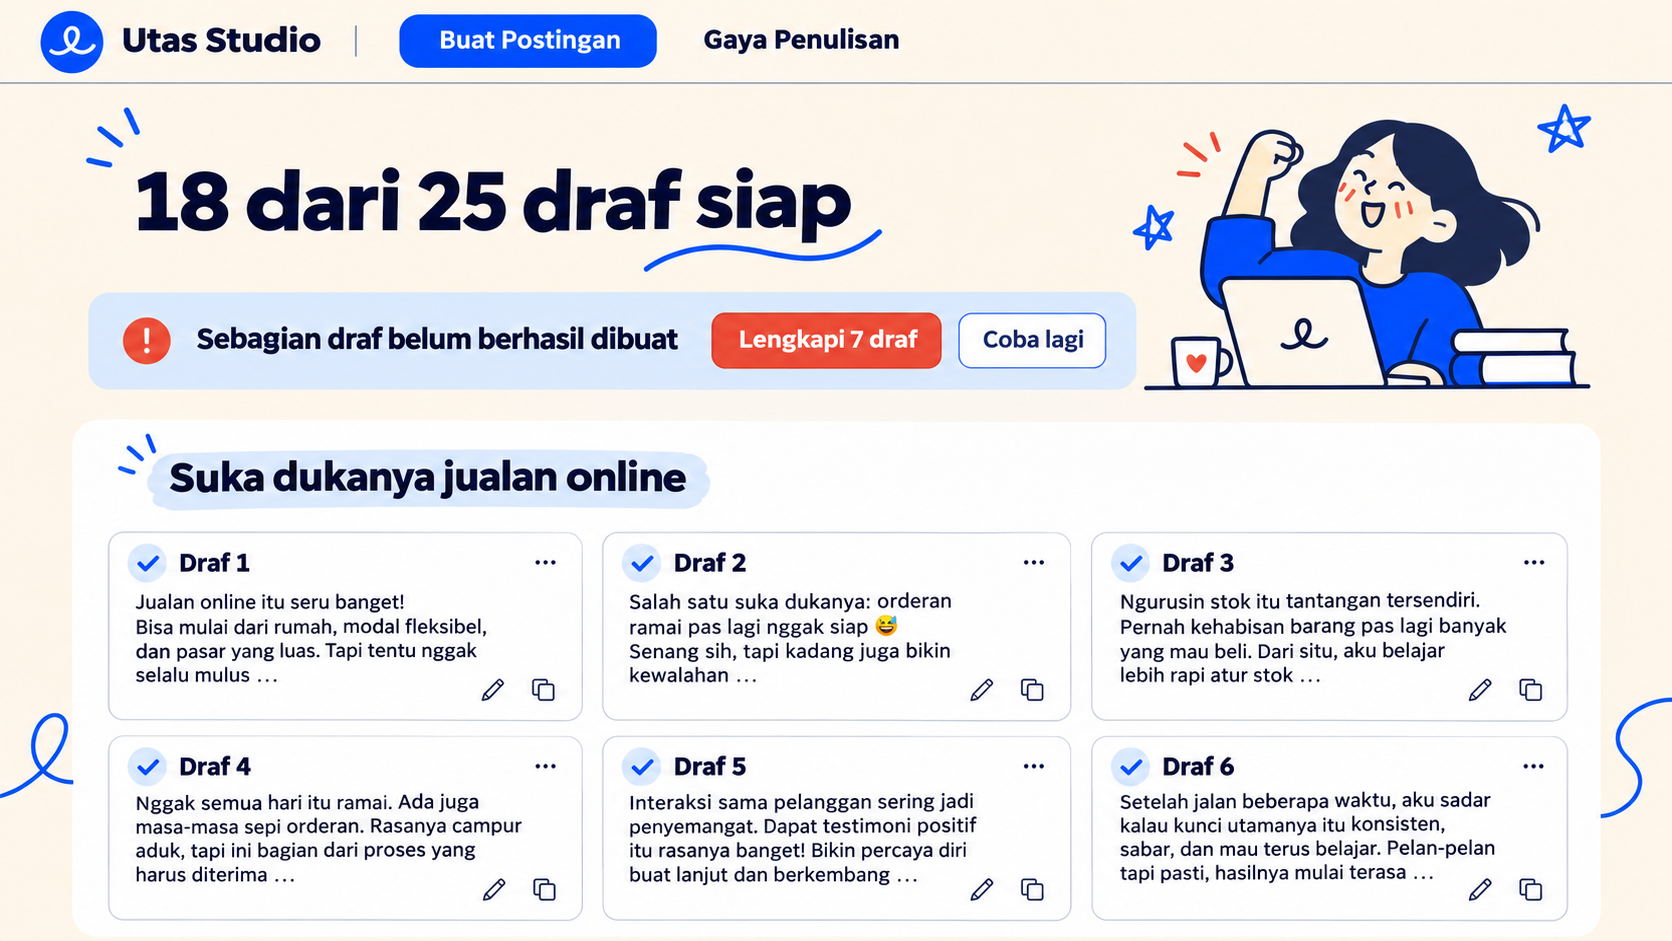 Utas Studio
Buat Postingan
Gaya Penulisan
18 dari 25 draf siap
! Sebagian draf belum berhasil dibuat
Lengkapi 7 draf
Coba lagi
Suka dukanya jualan online
Draf 1
Jualan online itu seru banget!
Bisa mulai dari rumah, modal fleksibel,
dan pasar yang luas. Tapi tentu nggak
selalu mulus ...
Draf 2
Salah satu suka dukanya: orderan
ramai pas lagi nggak siap 😅
Senang sih, tapi kadang juga bikin
kewalahan ...
Draf 3
Ngurusin stok itu tantangan tersendiri.
Pernah kehabisan barang pas lagi banyak
yang mau beli. Dari situ, aku belajar
lebih rapi atur stok ...
Draf 4
Nggak semua hari itu ramai. Ada juga
masa-masa sepi orderan. Rasanya campur
aduk, tapi ini bagian dari proses yang
harus diterima ...
Draf 5
Interaksi sama pelanggan sering jadi
penyemangat. Dapat testimoni positif
itu rasanya banget! Bikin percaya diri
buat lanjut dan berkembang ...
Draf 6
Setelah jalan beberapa waktu, aku sadar
kalau kunci utamanya itu konsisten,
sabar, dan mau terus belajar. Pelan-pelan
tapi pasti, hasilnya mulai terasa ...